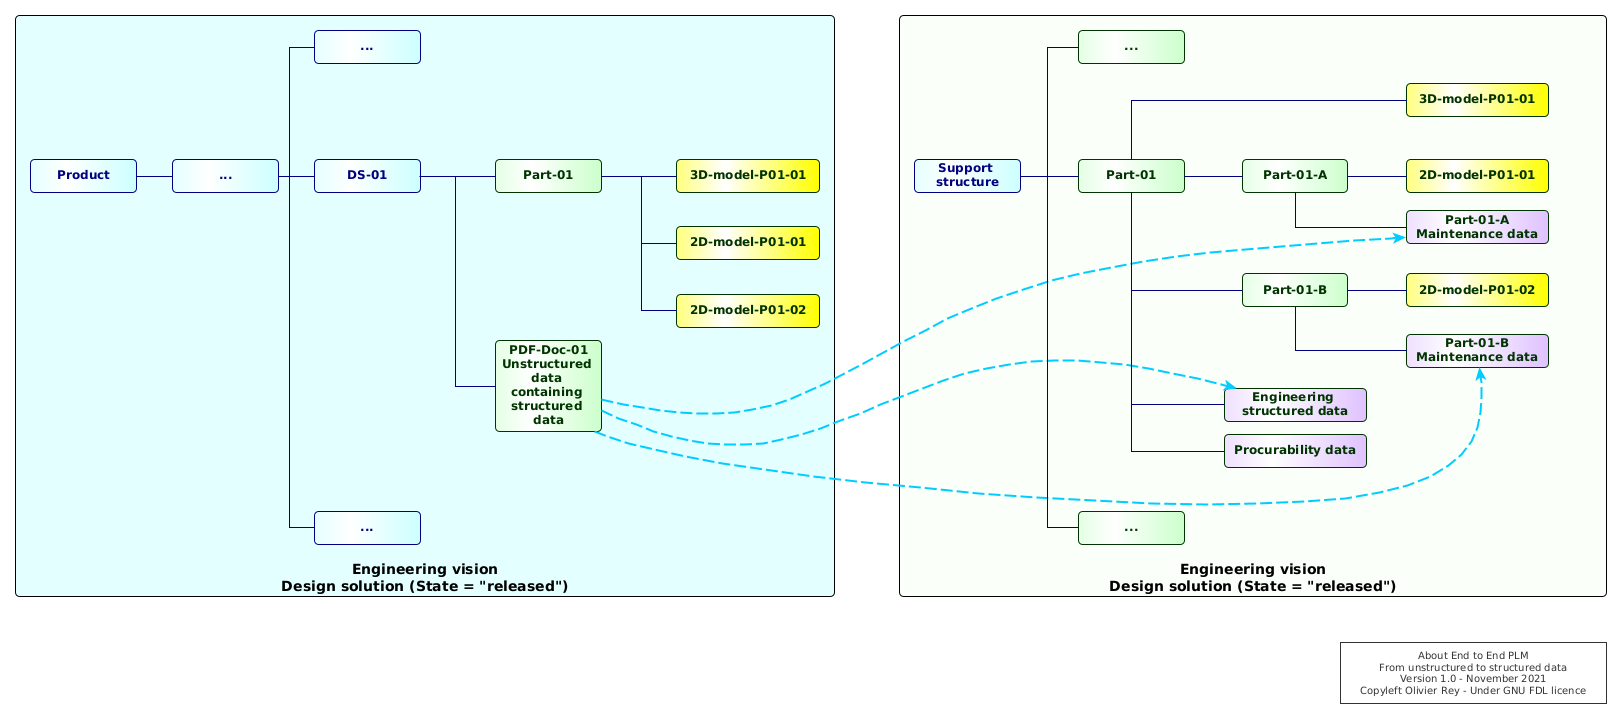 ...
Product
...
DS-01
Part-01
3D-model-P01-01
2D-model-P01-01
2D-model-P01-02
PDF-Doc-01
Unstructured
data
containing
structured
data
...
Engineering vision
Design solution (State = "released")
...
3D-model-P01-01
Support
structure
Part-01
Part-01-A
2D-model-P01-01
Part-01-A
Maintenance data
Part-01-B
2D-model-P01-02
Part-01-B
Maintenance data
Engineering
structured data
Procurability data
...
Engineering vision
Design solution (State = "released")
About End to End PLM
From unstructured to structured data
Version 1.0 - November 2021
Copyleft Olivier Rey - Under GNU FDL licence